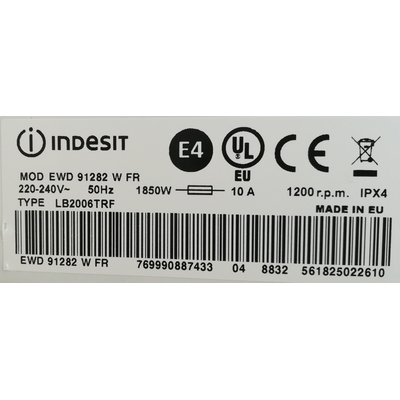 INDESIT E4 UL EU CE EAC
MOD EWD 91282 W FR
220-240V~ 50Hz 1850W 10 A 1200 r.p.m. IPX4
TYPE LB2006TRF MADE IN EU
EWD 91282 W FR 769990887433 04 8832 561825022610